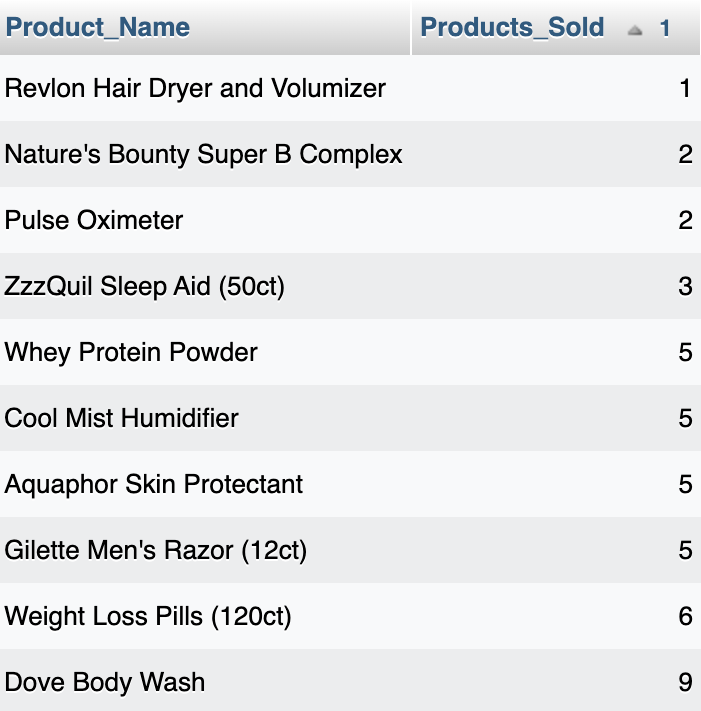 Product_Name Products_Sold 1
Revlon Hair Dryer and Volumizer 1
Nature's Bounty Super B Complex 2
Pulse Oximeter 2
ZzzQuil Sleep Aid (50ct) 3
Whey Protein Powder 5
Cool Mist Humidifier 5
Aquaphor Skin Protectant 5
Gilette Men's Razor (12ct) 5
Weight Loss Pills (120ct) 6
Dove Body Wash 9